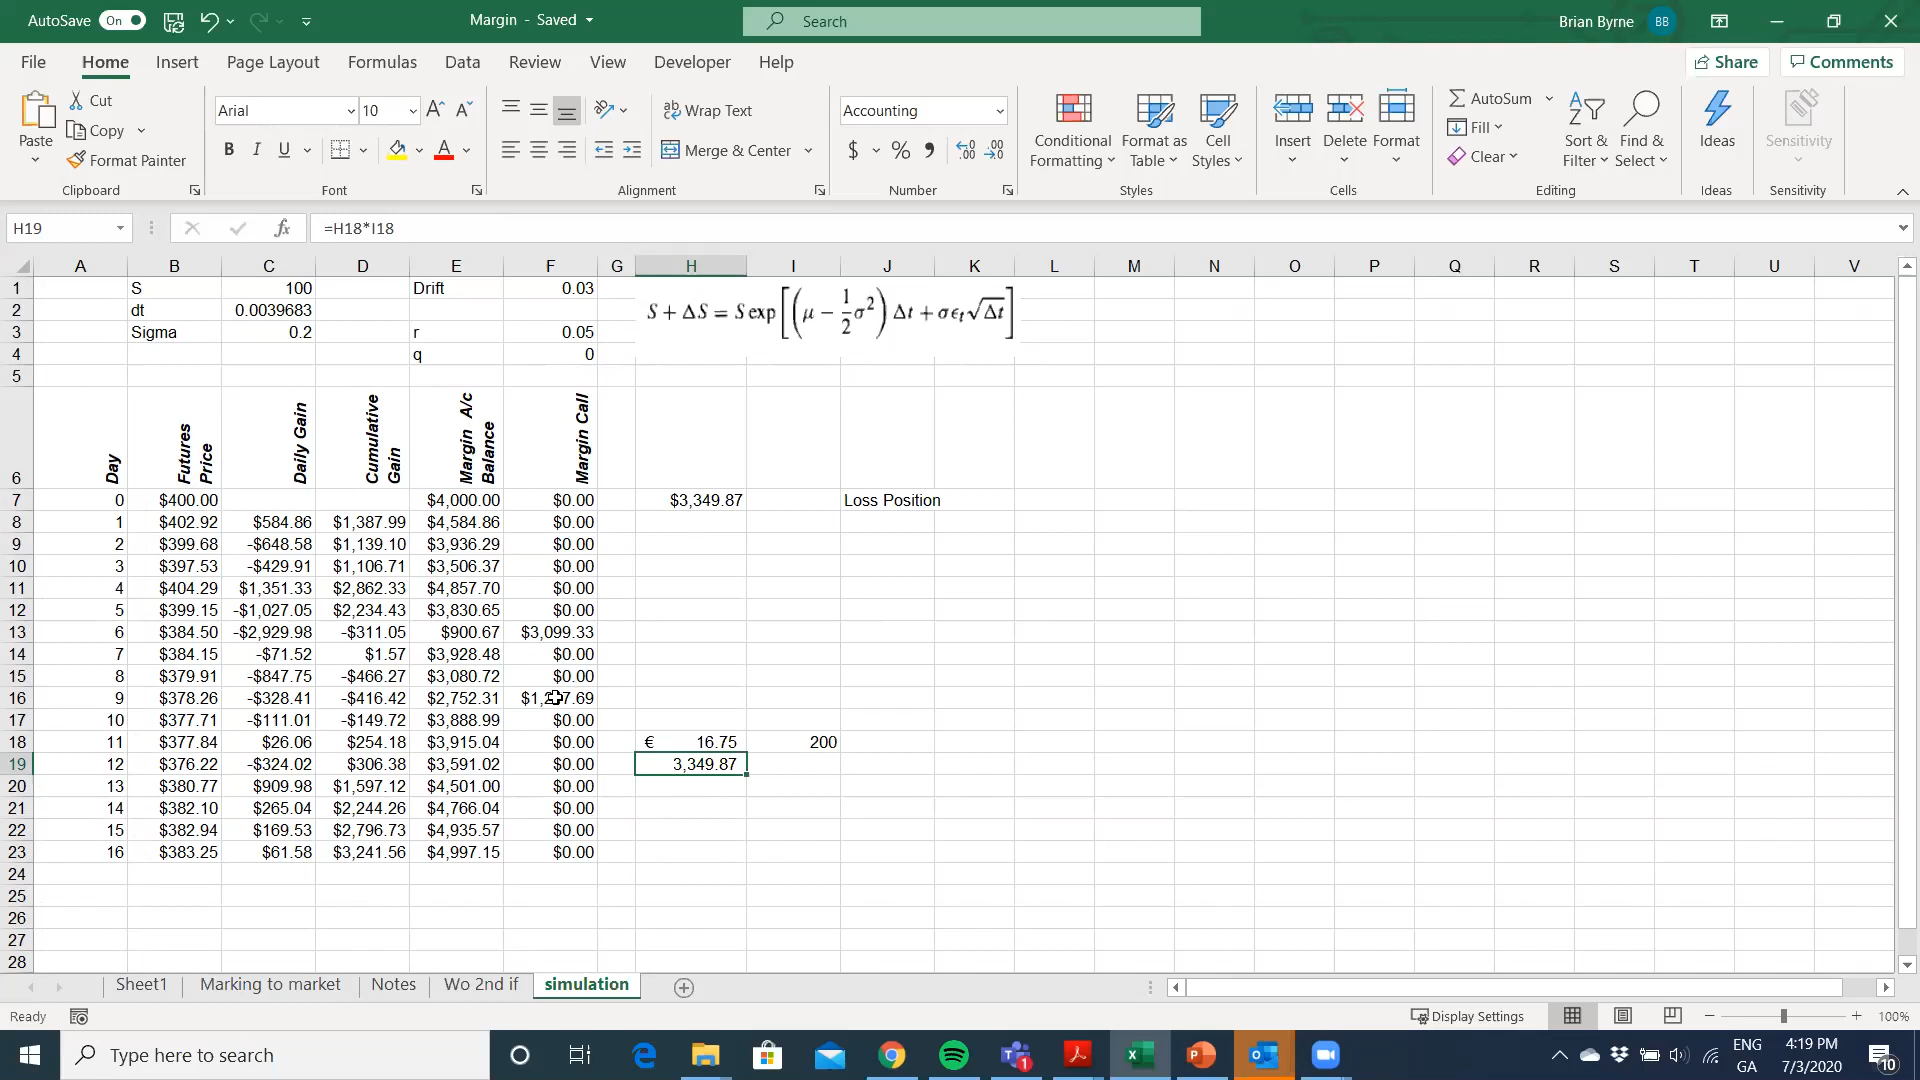 AutoSave On Margin - Saved Search Brian Byrne BB
File Home Insert Page Layout Formulas Data Review View Developer Help Share Comments
Cut Arial 10 Wrap Text Accounting AutoSum
Copy Fill
Paste Format Painter B I U A Merge & Center $ % Conditional Formatting Format as Table Cell Styles Insert Delete Format Clear Sort & Filter Find & Select Ideas Sensitivity
Clipboard Font Alignment Number Styles Cells Editing Ideas Sensitivity
H19 fx =H18*I18
A B C D E F G H I J K L M N O P Q R S T U V
1 S 100 Drift 0.03
S + ΔS = S exp[(μ − 1/2 σ²) Δt + σϵₜ√Δt]
2 dt 0.0039683
3 Sigma 0.2 r 0.05
4 q 0
5
6 Day Futures Price Daily Gain Cumulative Gain Margin A/c Balance Margin Call
7 0 $400.00 $4,000.00 $0.00 $3,349.87 Loss Position
8 1 $402.92 $584.86 $1,387.99 $4,584.86 $0.00
9 2 $399.68 -$648.58 $1,139.10 $3,936.29 $0.00
10 3 $397.53 -$429.91 $1,106.71 $3,506.37 $0.00
11 4 $404.29 $1,351.33 $2,862.33 $4,857.70 $0.00
12 5 $399.15 -$1,027.05 $2,234.43 $3,830.65 $0.00
13 6 $384.50 -$2,929.98 -$311.05 $900.67 $3,099.33
14 7 $384.15 -$71.52 $1.57 $3,928.48 $0.00
15 8 $379.91 -$847.75 -$466.27 $3,080.72 $0.00
16 9 $378.26 -$328.41 -$416.42 $2,752.31
17 10 $377.71 -$111.01 -$149.72 $3,888.99 $0.00
18 11 $377.84 $26.06 $254.18 $3,915.04 $0.00 € 16.75 200
19 12 $376.22 -$324.02 $306.38 $3,591.02 $0.00 3,349.87
20 13 $380.77 $909.98 $1,597.12 $4,501.00 $0.00
21 14 $382.10 $265.04 $2,244.26 $4,766.04 $0.00
22 15 $382.94 $169.53 $2,796.73 $4,935.57 $0.00
23 16 $383.25 $61.58 $3,241.56 $4,997.15 $0.00
24
25
26
27
28
Sheet1 Marking to market Notes Wo 2nd if simulation
Ready Display Settings 100%
Type here to search 1 ENG GA 4:19 PM 7/3/2020 10